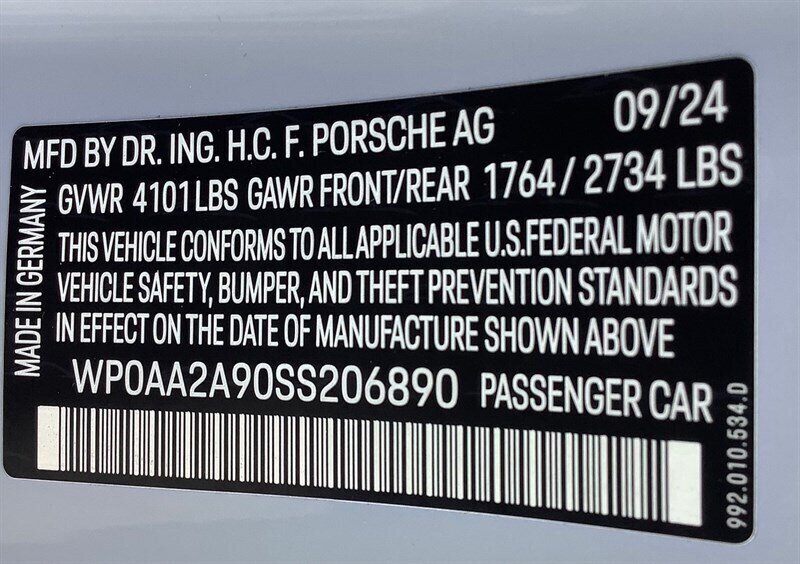 MFD BY DR. ING. H.C. F. PORSCHE AG 09/24
GVWR 4101 LBS GAWR FRONT/REAR 1764 / 2734 LBS
THIS VEHICLE CONFORMS TO ALL APPLICABLE U.S. FEDERAL MOTOR
VEHICLE SAFETY, BUMPER, AND THEFT PREVENTION STANDARDS
IN EFFECT ON THE DATE OF MANUFACTURE SHOWN ABOVE
WP0AA2A90SS206890 PASSENGER CAR
MADE IN GERMANY
992.010.534.D